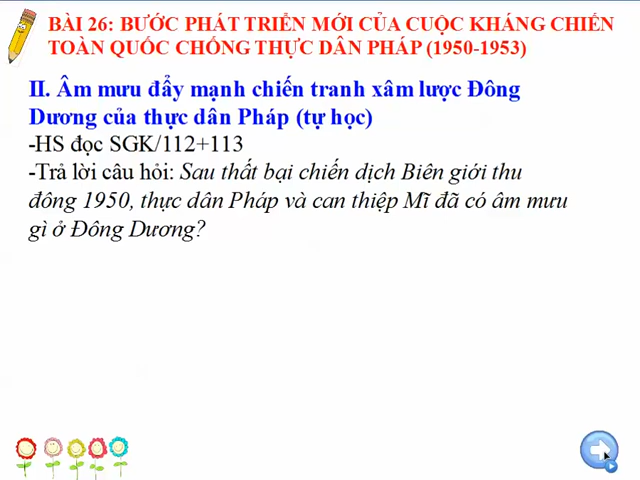 BÀI 26: BƯỚC PHÁT TRIỂN MỚI CỦA CUỘC KHÁNG CHIẾN
TOÀN QUỐC CHỐNG THỰC DÂN PHÁP (1950-1953)
II. Âm mưu đẩy mạnh chiến tranh xâm lược Đông
Dương của thực dân Pháp (tự học)
-HS đọc SGK/112+113
-Trả lời câu hỏi: Sau thất bại chiến dịch Biên giới thu
đông 1950, thực dân Pháp và can thiệp Mĩ đã có âm mưu
gì ở Đông Dương?